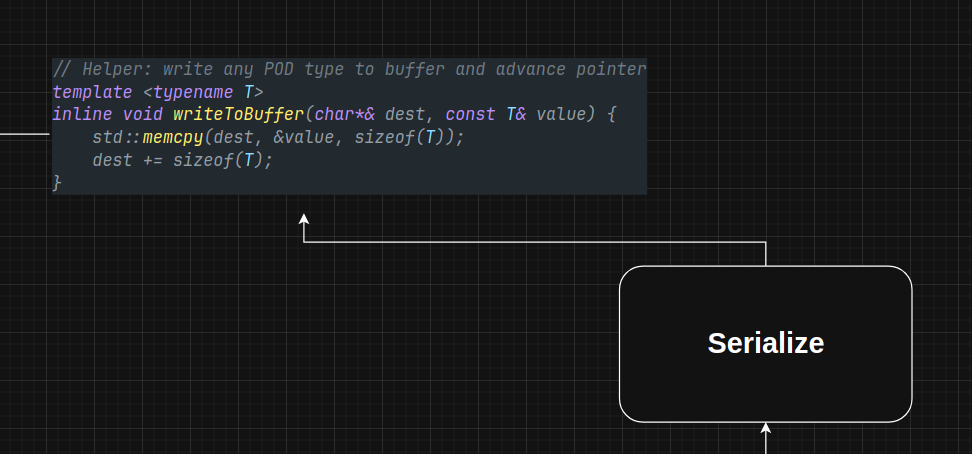 // Helper: write any POD type to buffer and advance pointer
template <typename T>
inline void writeToBuffer(char*& dest, const T& value) {
    std::memcpy(dest, &value, sizeof(T));
    dest += sizeof(T);
}
Serialize